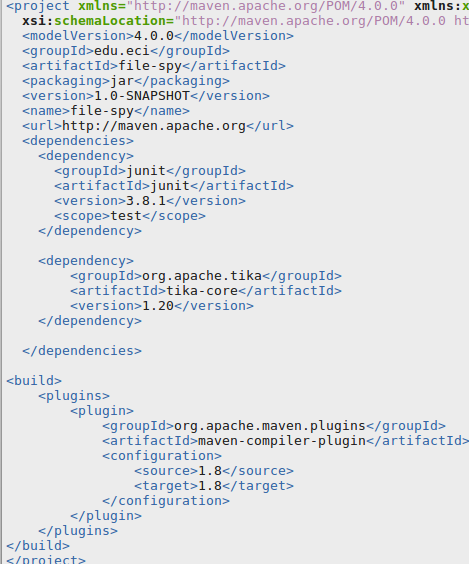 <project xmlns="http://maven.apache.org/POM/4.0.0" xmlns:x
  xsi:schemaLocation="http://maven.apache.org/POM/4.0.0 ht
  <modelVersion>4.0.0</modelVersion>
  <groupId>edu.eci</groupId>
  <artifactId>file-spy</artifactId>
  <packaging>jar</packaging>
  <version>1.0-SNAPSHOT</version>
  <name>file-spy</name>
  <url>http://maven.apache.org</url>
  <dependencies>
    <dependency>
      <groupId>junit</groupId>
      <artifactId>junit</artifactId>
      <version>3.8.1</version>
      <scope>test</scope>
    </dependency>

    <dependency>
        <groupId>org.apache.tika</groupId>
        <artifactId>tika-core</artifactId>
        <version>1.20</version>
    </dependency>

  </dependencies>

<build>
    <plugins>
        <plugin>
            <groupId>org.apache.maven.plugins</groupId>
            <artifactId>maven-compiler-plugin</artifactId>
            <configuration>
                <source>1.8</source>
                <target>1.8</target>
            </configuration>
        </plugin>
    </plugins>
</build>
</project>